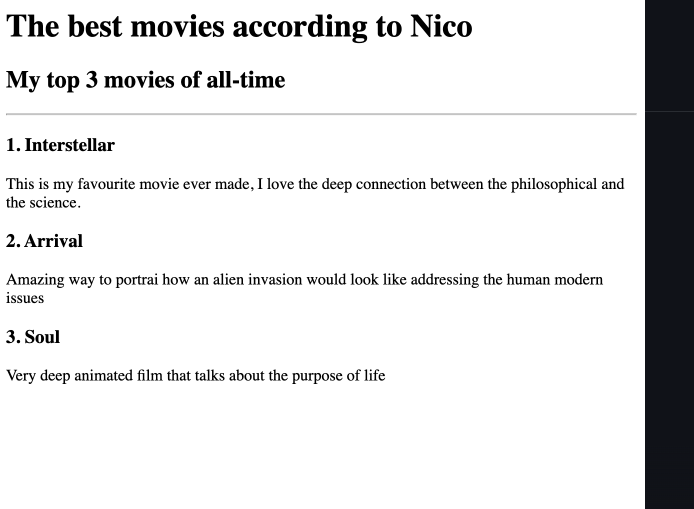 The best movies according to Nico
My top 3 movies of all-time
1. Interstellar
This is my favourite movie ever made, I love the deep connection between the philosophical and
the science.
2. Arrival
Amazing way to portrai how an alien invasion would look like addressing the human modern
issues
3. Soul
Very deep animated film that talks about the purpose of life